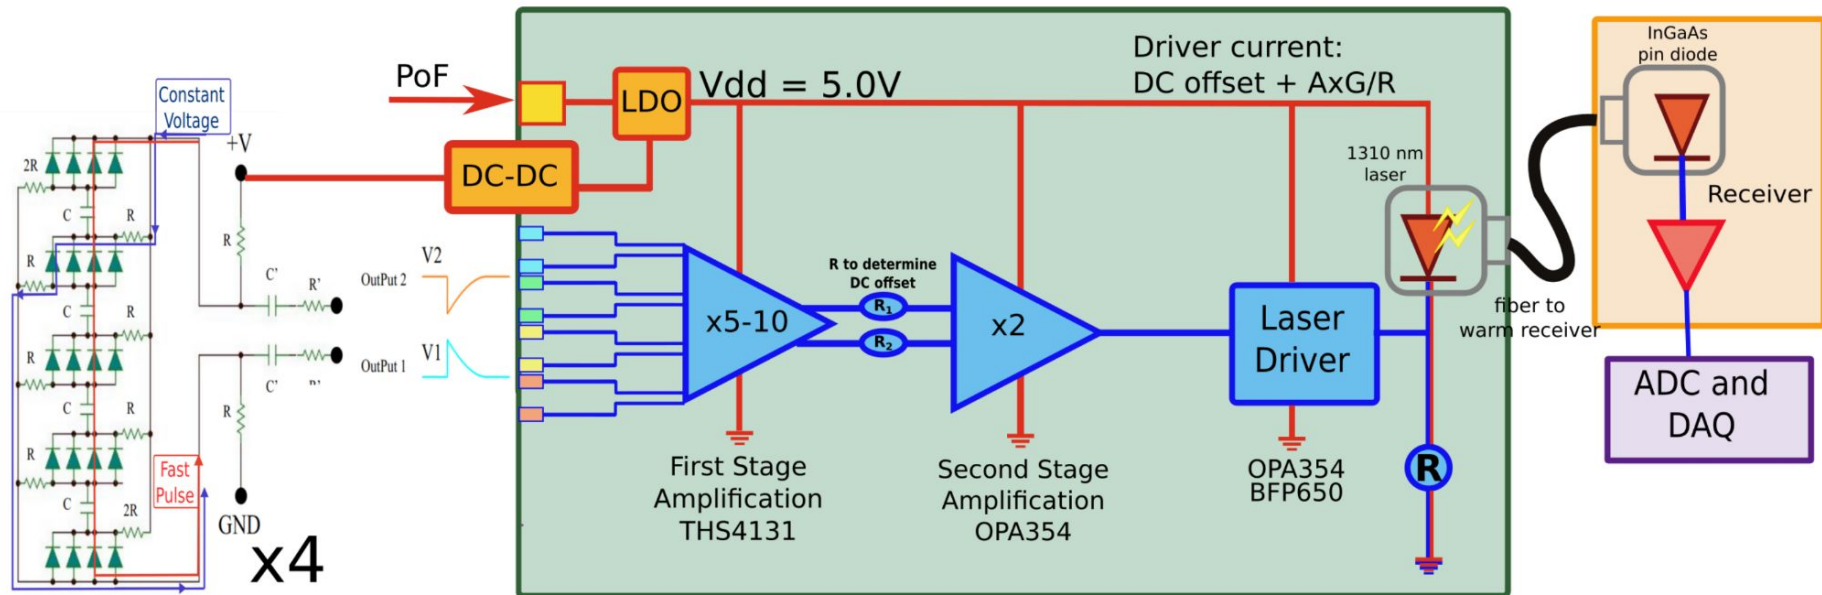 Constant
Voltage
+V
2R
C
R
R
R
C
C'
R'
R
R
C'
C
R
R
R
C
2R
Fast
Pulse
GND
x4
PoF
LDO
Vdd = 5.0V
DC-DC
V2
OutPut 2
V1
OutPut 1
x5-10
R to determine
DC offset
R₁
R₂
x2
Laser
Driver
Driver current:
DC offset + AxG/R
1310 nm
laser
R
First Stage
Amplification
THS4131
Second Stage
Amplification
OPA354
OPA354
BFP650
InGaAs
pin diode
Receiver
fiber to
warm receiver
ADC and
DAQ